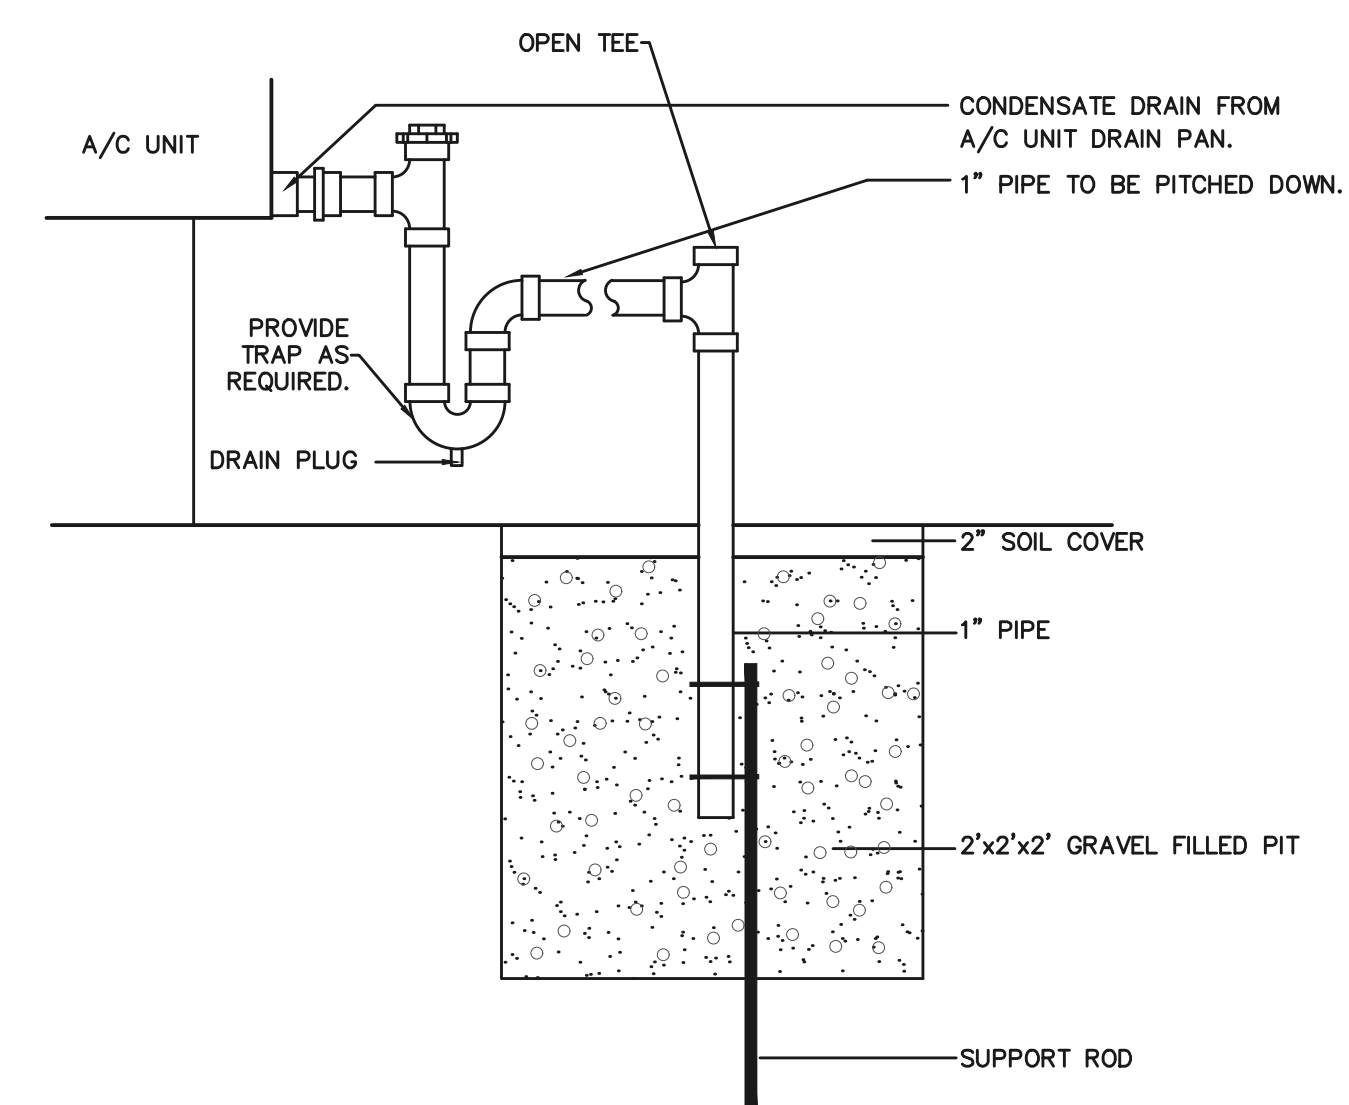 OPEN TEE
CONDENSATE DRAIN FROM
A/C UNIT DRAIN PAN.
A/C UNIT
1” PIPE TO BE PITCHED DOWN.
PROVIDE
TRAP AS
REQUIRED.
DRAIN PLUG
2” SOIL COVER
1” PIPE
2'x2'x2' GRAVEL FILLED PIT
SUPPORT ROD